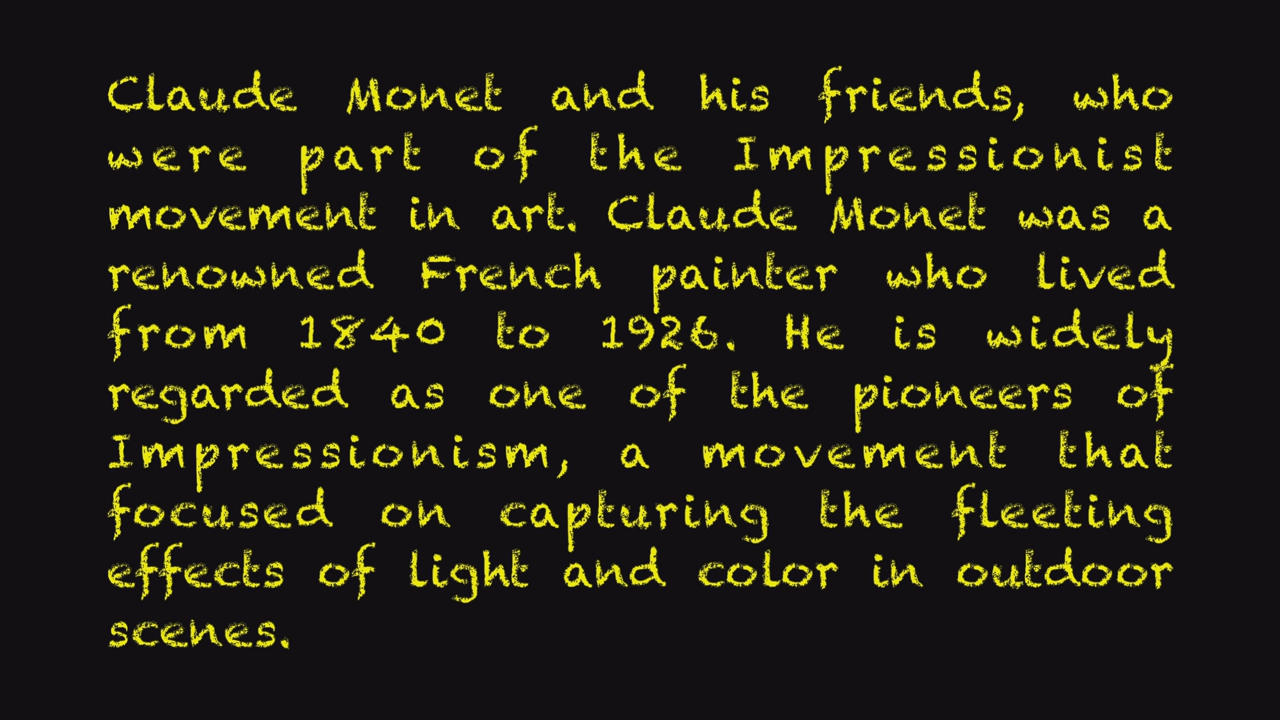 Claude Monet and his friends, who
were part of the Impressionist
movement in art. Claude Monet was a
renowned French painter who lived
from 1840 to 1926. He is widely
regarded as one of the pioneers of
Impressionism, a movement that
focused on capturing the fleeting
effects of light and color in outdoor
scenes.